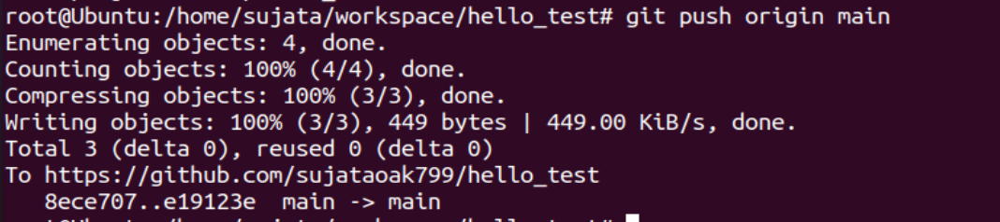 root@Ubuntu:/home/sujata/workspace/hello_test# git push origin main
Enumerating objects: 4, done.
Counting objects: 100% (4/4), done.
Compressing objects: 100% (3/3), done.
Writing objects: 100% (3/3), 449 bytes | 449.00 KiB/s, done.
Total 3 (delta 0), reused 0 (delta 0)
To https://github.com/sujataoak799/hello_test
   8ece707..e19123e  main -> main